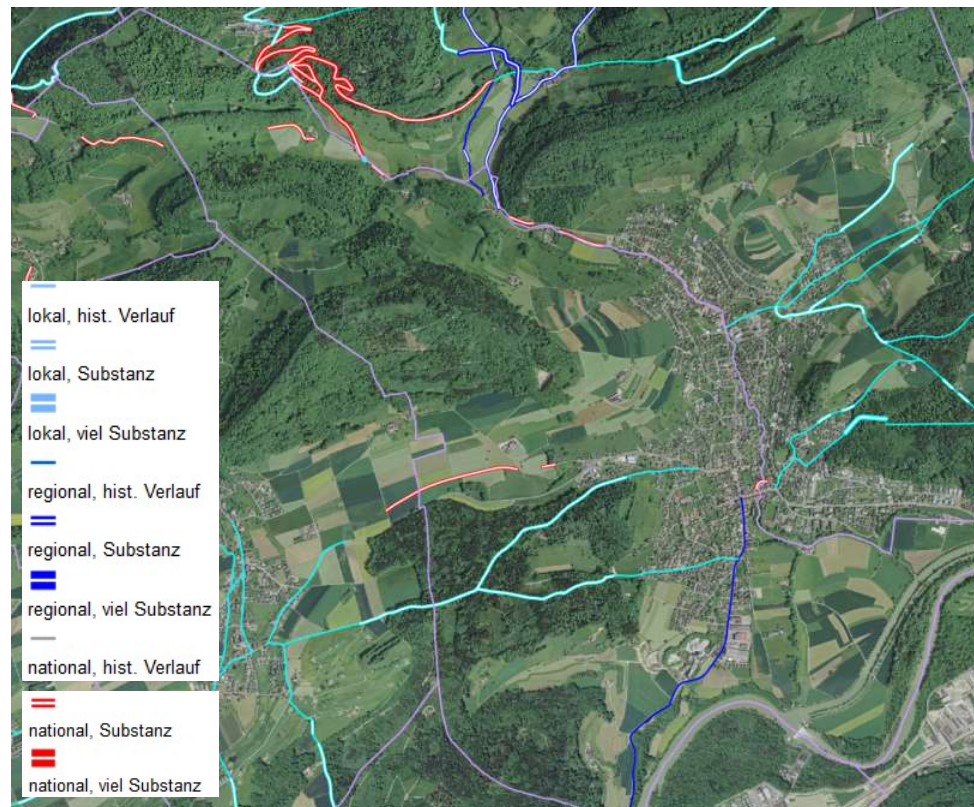 lokal, hist. Verlauf
lokal, Substanz
lokal, viel Substanz
regional, hist. Verlauf
regional, Substanz
regional, viel Substanz
national, hist. Verlauf
national, Substanz
national, viel Substanz